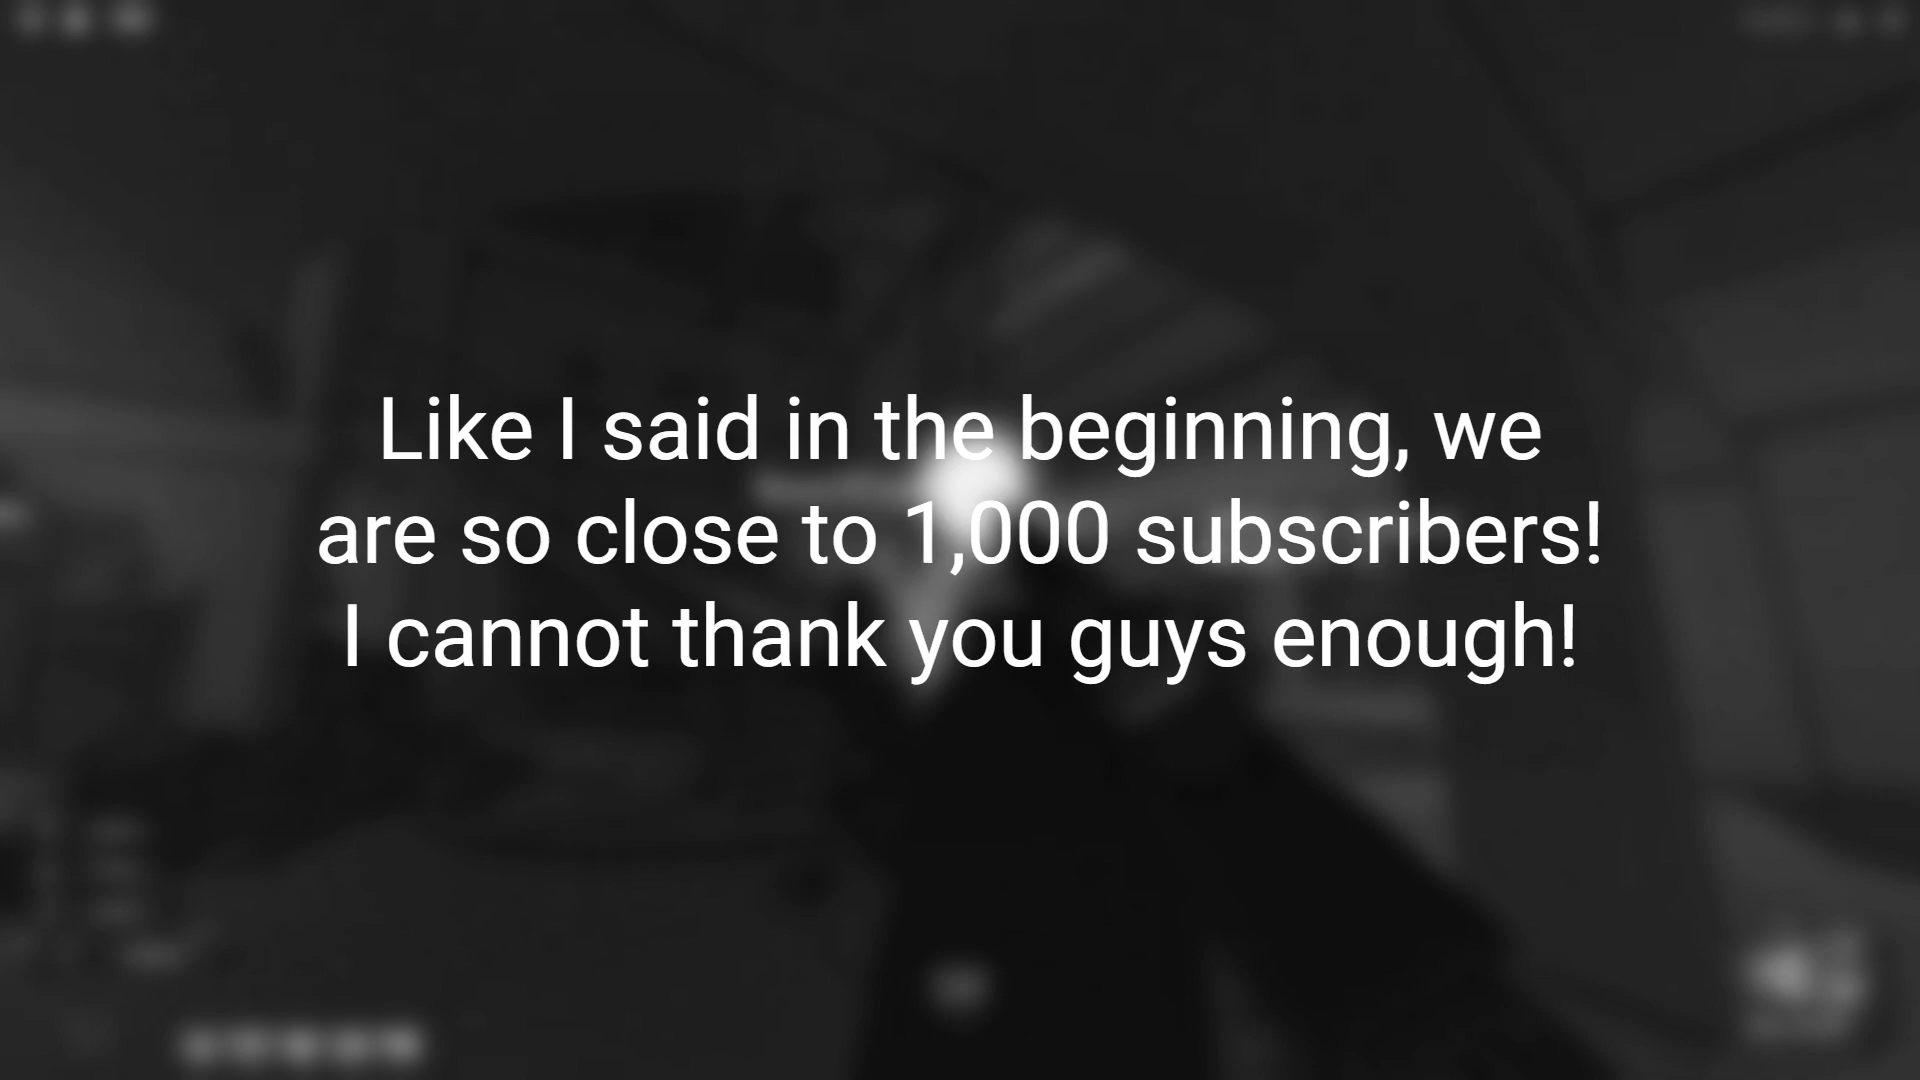 Like I said in the beginning, we
are so close to 1,000 subscribers!
I cannot thank you guys enough!